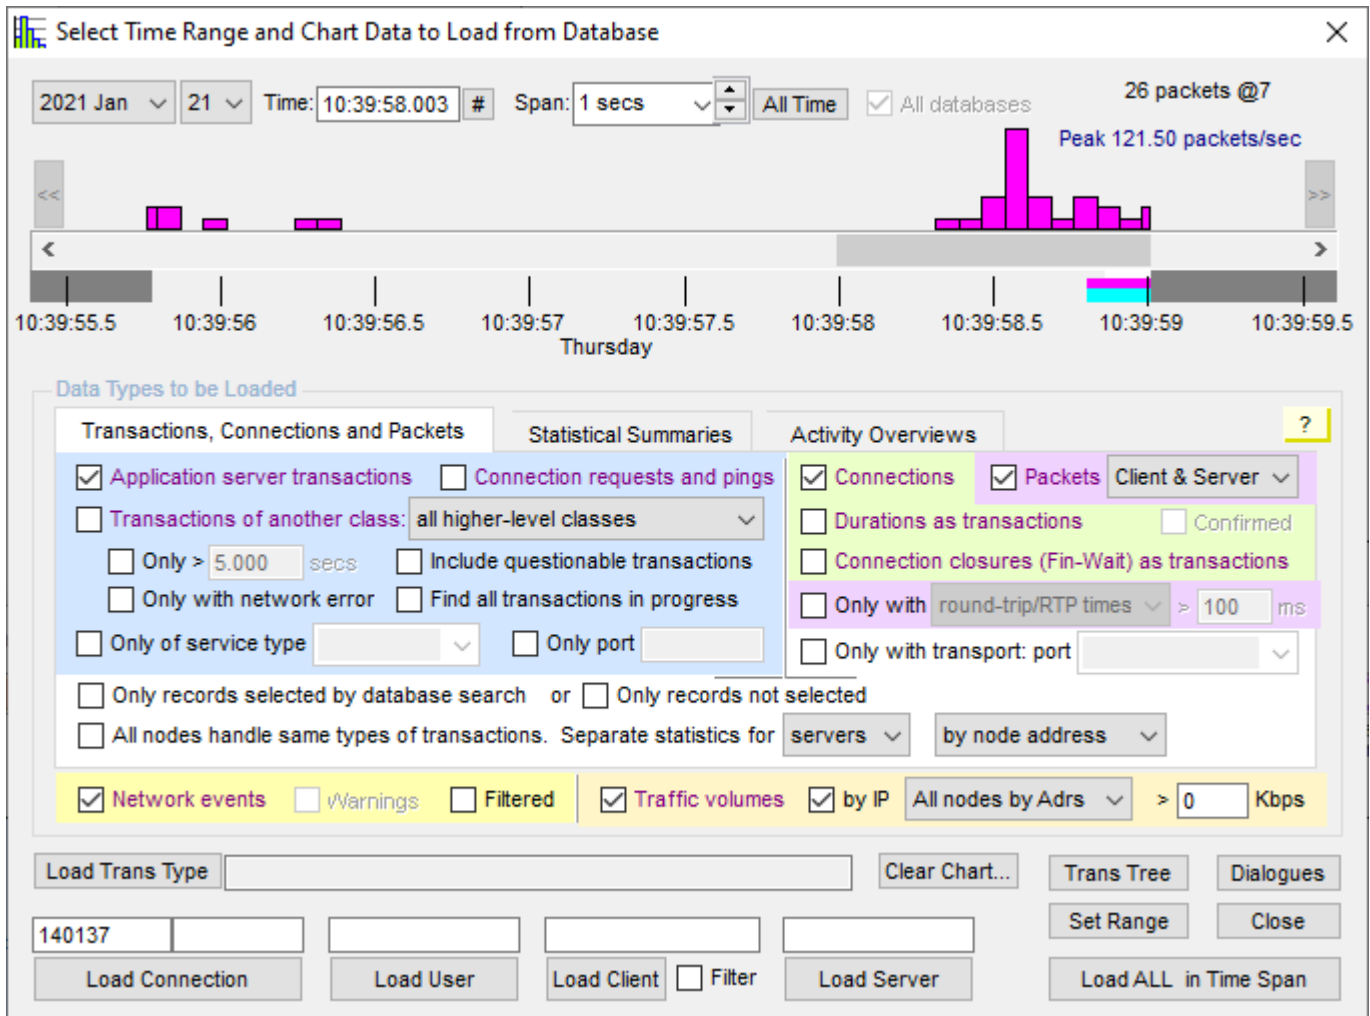 Select Time Range and Chart Data to Load from Database
2021 Jan 21 Time: 10:39:58.003 # Span: 1 secs All Time All databases 26 packets @7
Peak 121.50 packets/sec
<< >>
10:39:55.5 10:39:56 10:39:56.5 10:39:57 10:39:57.5 10:39:58 10:39:58.5 10:39:59 10:39:59.5
Thursday
Data Types to be Loaded
Transactions, Connections and Packets Statistical Summaries Activity Overviews ?
Application server transactions Connection requests and pings Connections Packets Client & Server
Transactions of another class: all higher-level classes Durations as transactions Confirmed
Only > 5.000 secs Include questionable transactions Connection closures (Fin-Wait) as transactions
Only with network error Find all transactions in progress Only with round-trip/RTP times > 100 ms
Only of service type Only port Only with transport: port
Only records selected by database search or Only records not selected
All nodes handle same types of transactions. Separate statistics for servers by node address
Network events Warnings Filtered Traffic volumes by IP All nodes by Adrs > 0 Kbps
Load Trans Type Clear Chart... Trans Tree Dialogues
140137 Set Range Close
Load Connection Load User Load Client Filter Load Server Load ALL in Time Span